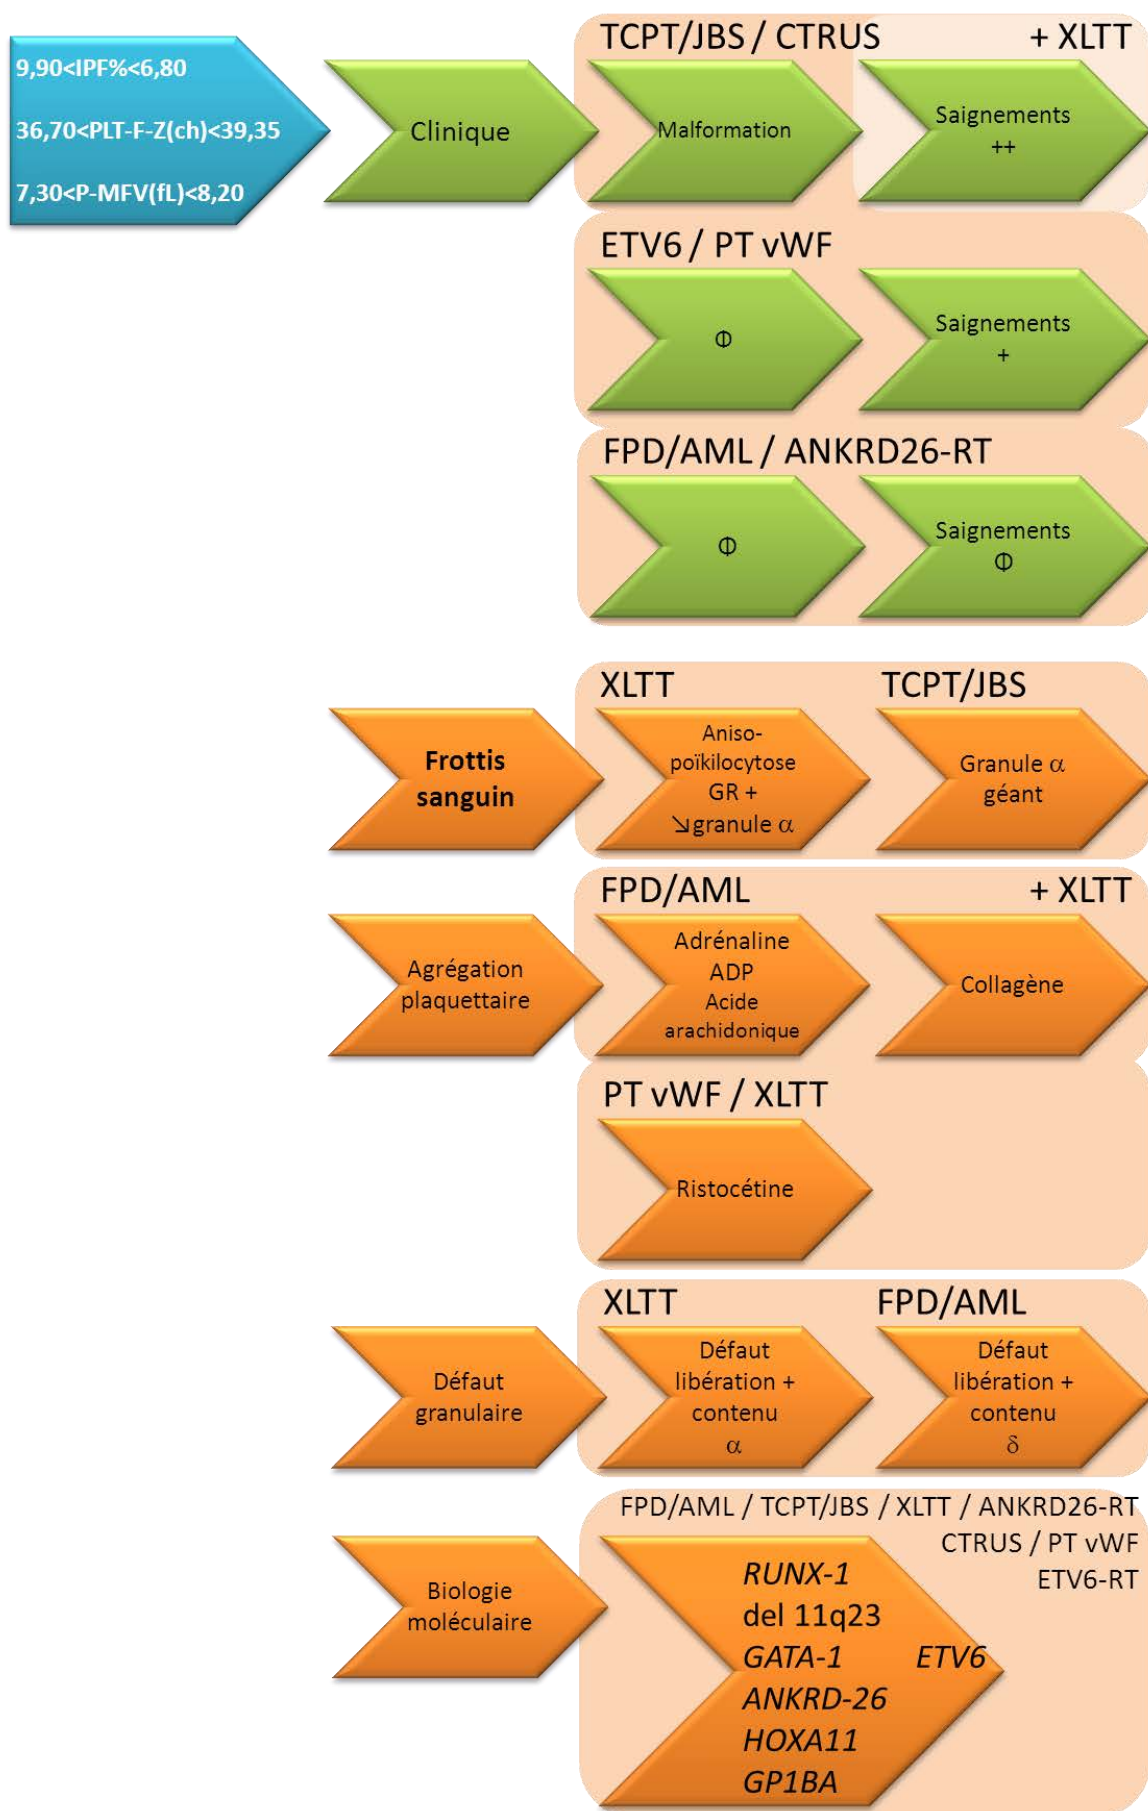 TCPT/JBS / CTRUS + XLTT
9,90<IPF%<6,80
36,70<PLT-F-Z(ch)<39,35
7,30<P-MFV(fL)<8,20
Clinique
Malformation
Saignements
++
ETV6 / PT vWF
Φ
Saignements
+
FPD/AML / ANKRD26-RT
Φ
Saignements
Φ
XLTT
TCPT/JBS
Frottis
sanguin
Aniso-
poïkilocytose
GR +
↘granule α
Granule α
géant
FPD/AML
+ XLTT
Agrégation
plaquettaire
Adrénaline
ADP
Acide
arachidonique
Collagène
PT vWF / XLTT
Ristocétine
XLTT
FPD/AML
Défaut
granulaire
Défaut
libération +
contenu
α
Défaut
libération +
contenu
δ
FPD/AML / TCPT/JBS / XLTT / ANKRD26-RT
CTRUS / PT vWF
ETV6-RT
Biologie
moléculaire
RUNX-1
del 11q23
GATA-1 ETV6
ANKRD-26
HOXA11
GP1BA